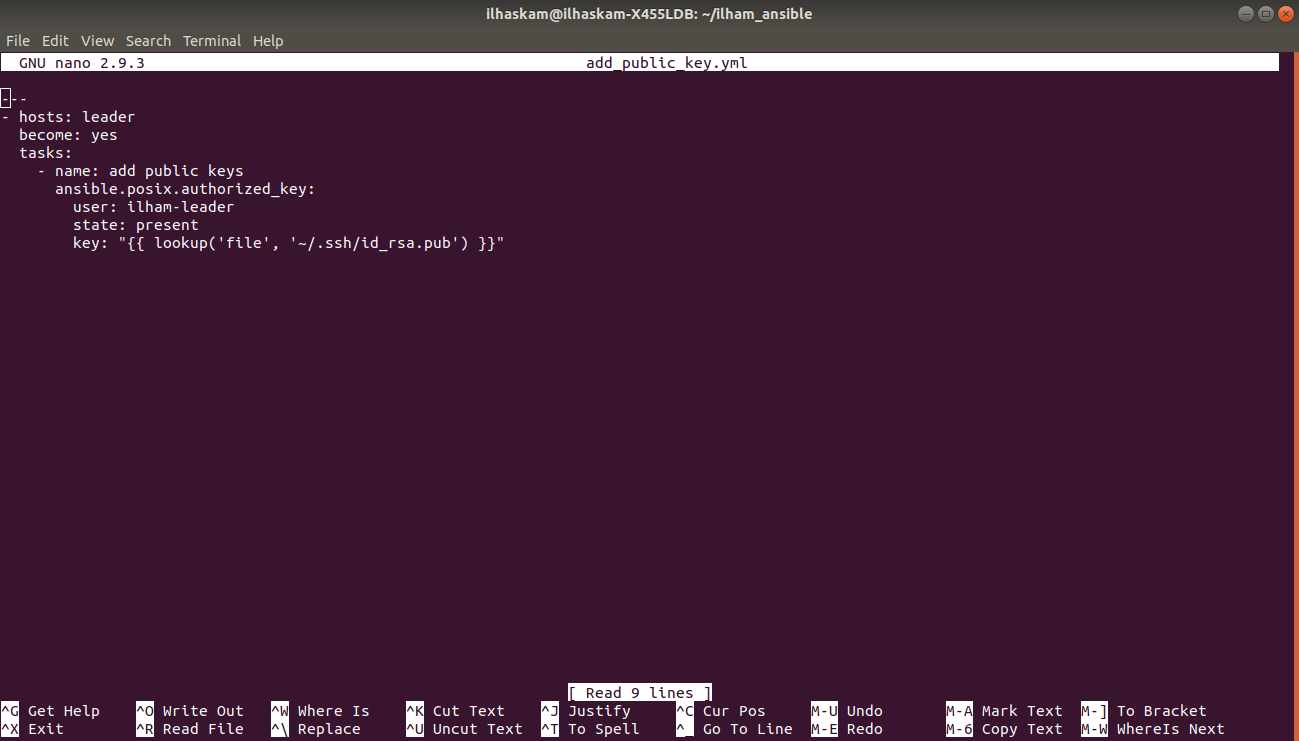 ilhaskam@ilhaskam-X455LDB: ~/ilham_ansible
File Edit View Search Terminal Help
GNU nano 2.9.3 add_public_key.yml
---
- hosts: leader
  become: yes
  tasks:
    - name: add public keys
      ansible.posix.authorized_key:
        user: ilham-leader
        state: present
        key: "{{ lookup('file', '~/.ssh/id_rsa.pub') }}"
[ Read 9 lines ]
^G Get Help ^O Write Out ^W Where Is ^K Cut Text ^J Justify ^C Cur Pos M-U Undo M-A Mark Text M-] To Bracket
^X Exit ^R Read File ^\ Replace ^U Uncut Text ^T To Spell ^_ Go To Line M-E Redo M-6 Copy Text M-W WhereIs Next